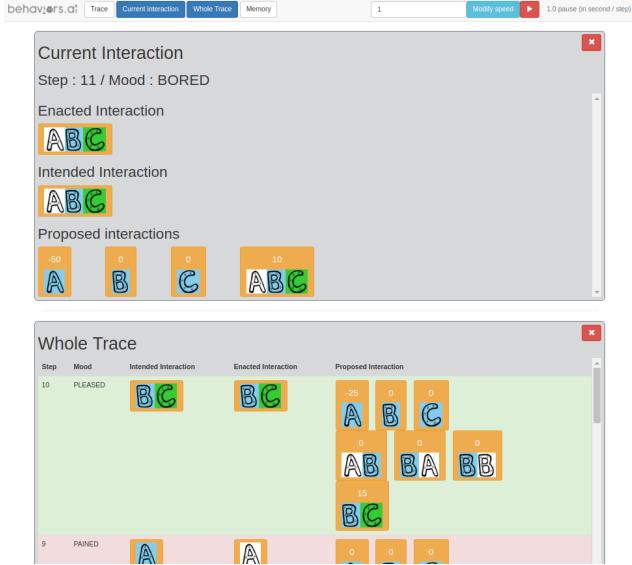 behaviors.ai Trace Current interaction Whole Trace Memory 1 Modify speed 1.0 pause (in second / step)
Current Interaction
Step : 11 / Mood : BORED
Enacted Interaction
ABC
Intended Interaction
ABC
Proposed interactions
-50 0 0 10
A B C ABC
Whole Trace
Step Mood Intended Interaction Enacted Interaction Proposed Interaction
10 PLEASED BC BC -25 0 0
A B C
0 0 0
AB BA BB
15
BC
9 PAINED A A 0 0 0